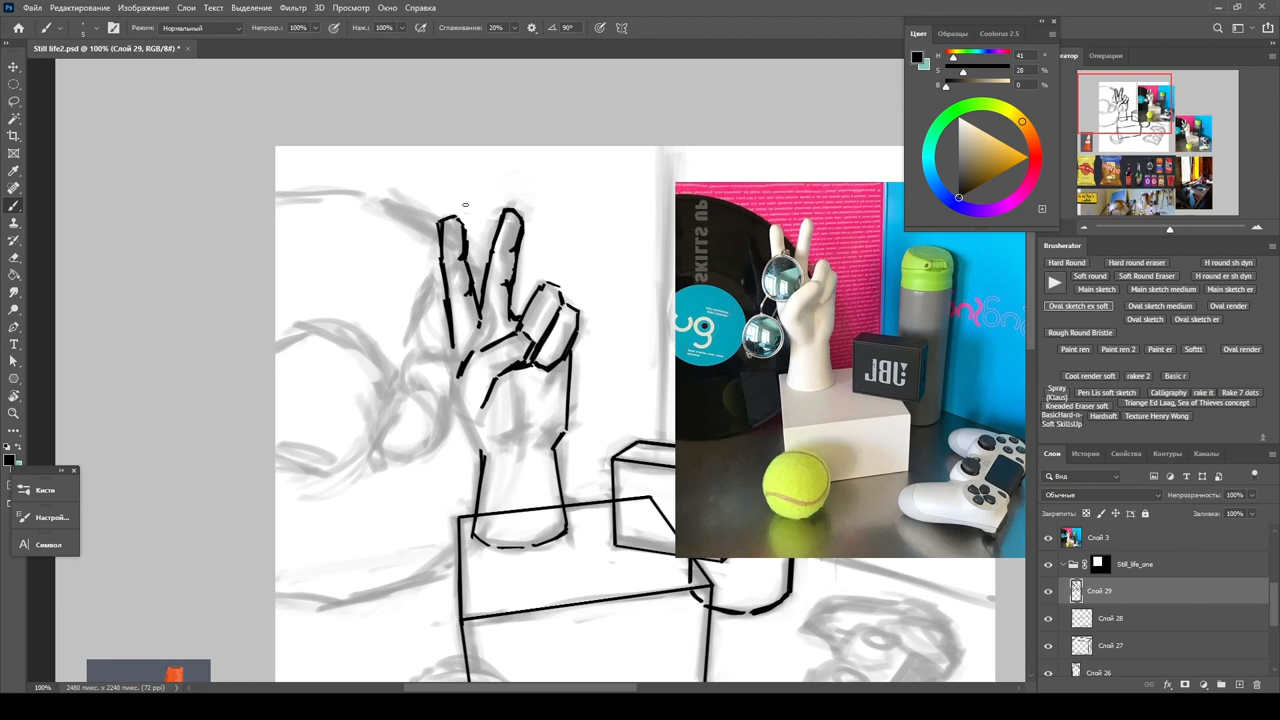 Файл Редактирование Изображение Слои Текст Выделение Фильтр 3D Просмотр Окно Справка
5 Режим: Нормальный Непрозр.: 100% Наж.: 100% Сглаживание: 20% 90°
Still life2.psd @ 100% (Слой 29, RGB/8#) * ×
Цвет Образцы Coolorus 2.5
Операции
H 41 °
S 28 %
B 0 %
SKILLS UP
JBL
Brusherator
Hard Round Hard round eraser H round sh dyn
Soft round Soft Round Eraser H round er sh dyn
Main sketch Main sketch medium Main sketch er
Oval sketch ex soft Oval sketch medium Oval render
Oval sketch Oval sketch er
Rough Round Bristle
Paint ren Paint ren 2 Paint er Softtt Oval render
Cool render soft rakee 2 Basic r
Spray (Klaus) Pen Lis soft sketch Calligraphy rake it Rake 7 dots
Kneaded Eraser soft Triange Ed Laag, Sea of Thieves concept
BasicHard-n-Soft SkillsUp Hardsoft Texture Henry Wong
Кисти
Настрой...
Символ
Слои История Свойства Контуры Каналы
Вид
Обычные Непрозрачность: 100%
Закрепить: Заливка: 100%
Слой 3
Still_life_one
Слой 29
Слой 28
Слой 27
Слой 26
100% 2480 пикс. x 2240 пикс. (72 ppi)